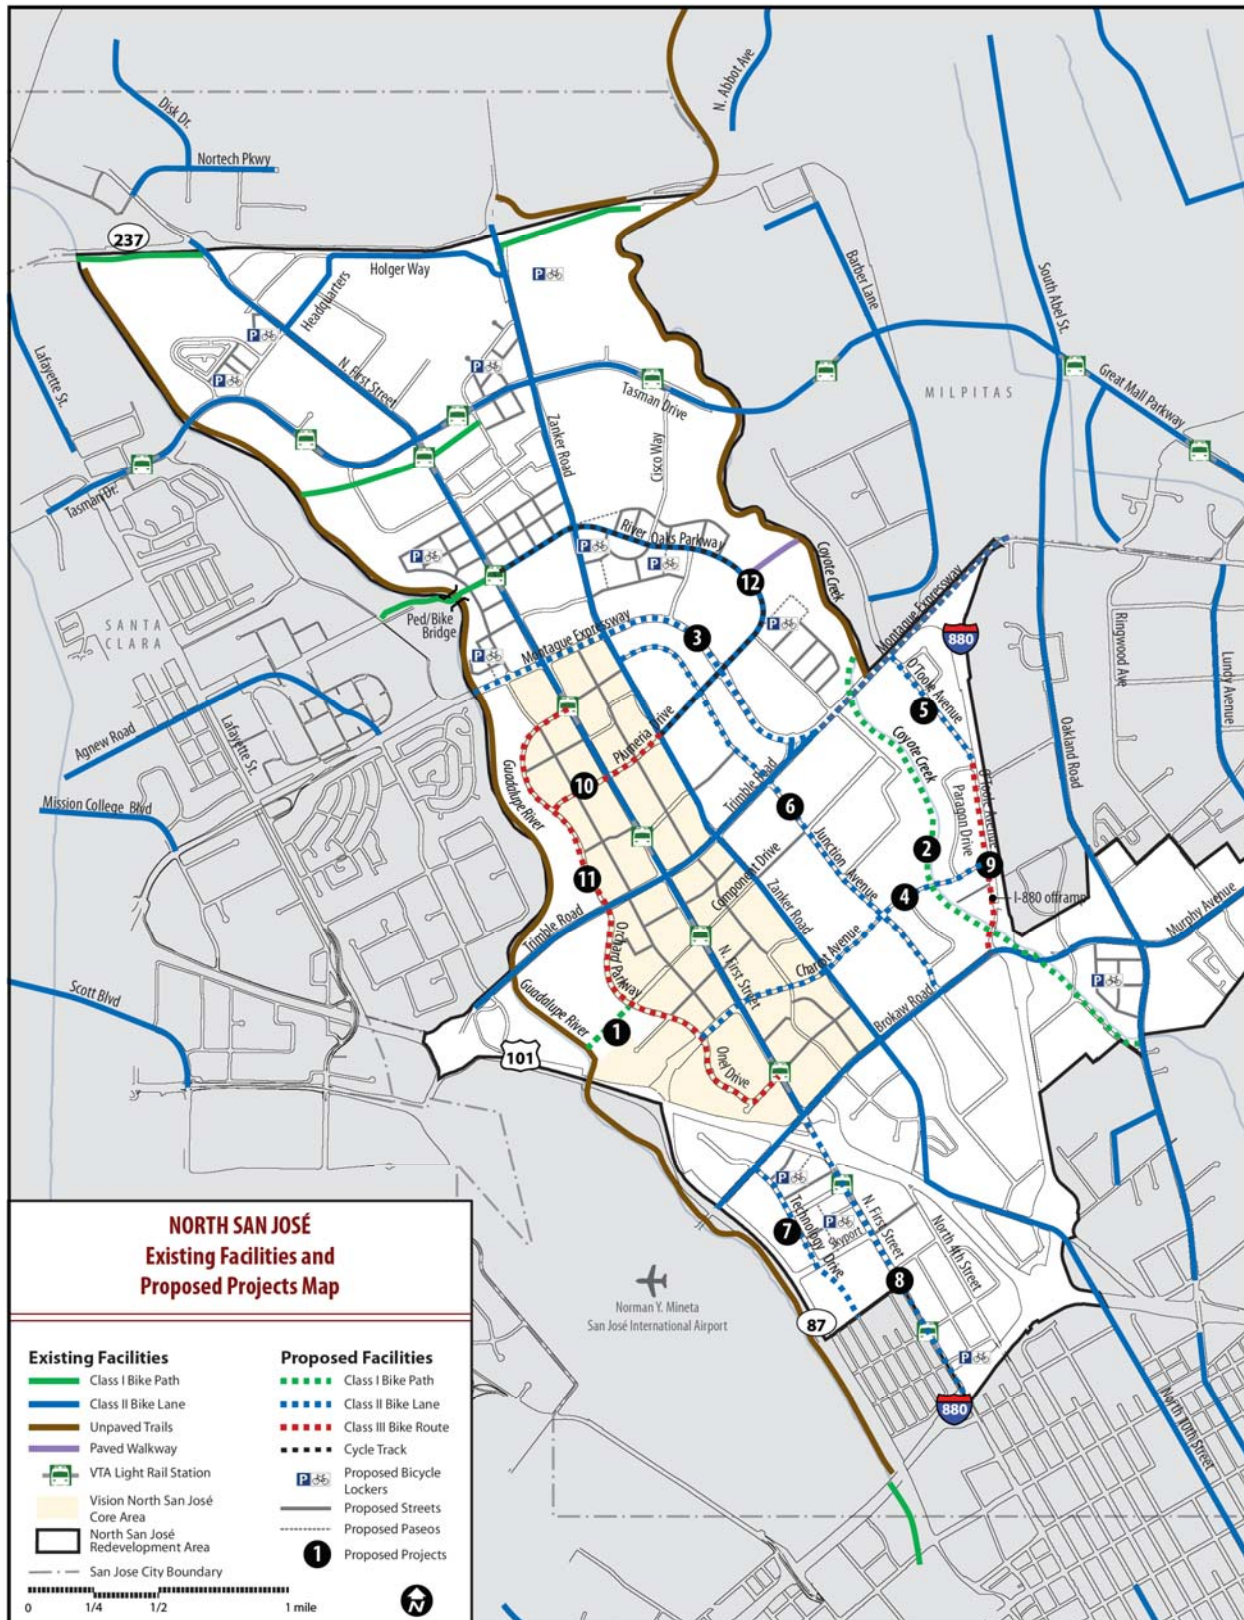 N. Abbot Ave
Disk Dr.
Nortech Pkwy
237
Holger Way
Headquarters
Barber Lane
South Abel St.
Lafayette St.
N. First Street
Tasman Drive
Zanker Road
Great Mall Parkway
MILPITAS
Cisco Way
Tasman Dr.
River Oaks Parkway
Coyote Creek
12
Montague Expressway
880
SANTA
CLARA
Ped/Bike
Bridge
Montague Expressway
3
O'Toole Avenue
5
Ringwood Ave
Lundy Avenue
Agnew Road
Lafayette St.
Plumeria Drive
Coyote Creek
Oakland Road
Guadalupe River
10
Trimble Road
Mission College Blvd
6
O'Toole Avenue
Paragon Drive
2
9
Junction Avenue
11
Component Drive
4
I-880 offramp
Zanker Road
Murphy Avenue
Trimble Road
Orchard Parkway
N. First Street
Charcot Avenue
Scott Blvd
Guadalupe River
Brokaw Road
1
101
Onel Drive
7
Technology Drive
Skyport
N. First Street
North 4th Street
8
Norman Y. Mineta
San José International Airport
87
880
North 10th Street
NORTH SAN JOSÉ
Existing Facilities and
Proposed Projects Map
Existing Facilities
Class I Bike Path
Class II Bike Lane
Unpaved Trails
Paved Walkway
VTA Light Rail Station
Vision North San José
Core Area
North San José
Redevelopment Area
San Jose City Boundary
0 1/4 1/2 1 mile
Proposed Facilities
Class I Bike Path
Class II Bike Lane
Class III Bike Route
Cycle Track
P Proposed Bicycle
Lockers
Proposed Streets
Proposed Paseos
1 Proposed Projects
N